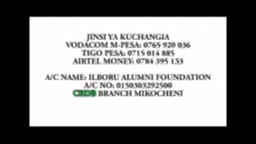 JINSI YA KUCHANGIA
VODACOM M-PESA: 0765 920 036
TIGO PESA: 0715 014 885
AIRTEL MONEY: 0784 395 133
A/C NAME: ILBORU ALUMNI FOUNDATION
A/C NO: 0150303292500
CRDB BRANCH MIKOCHENI